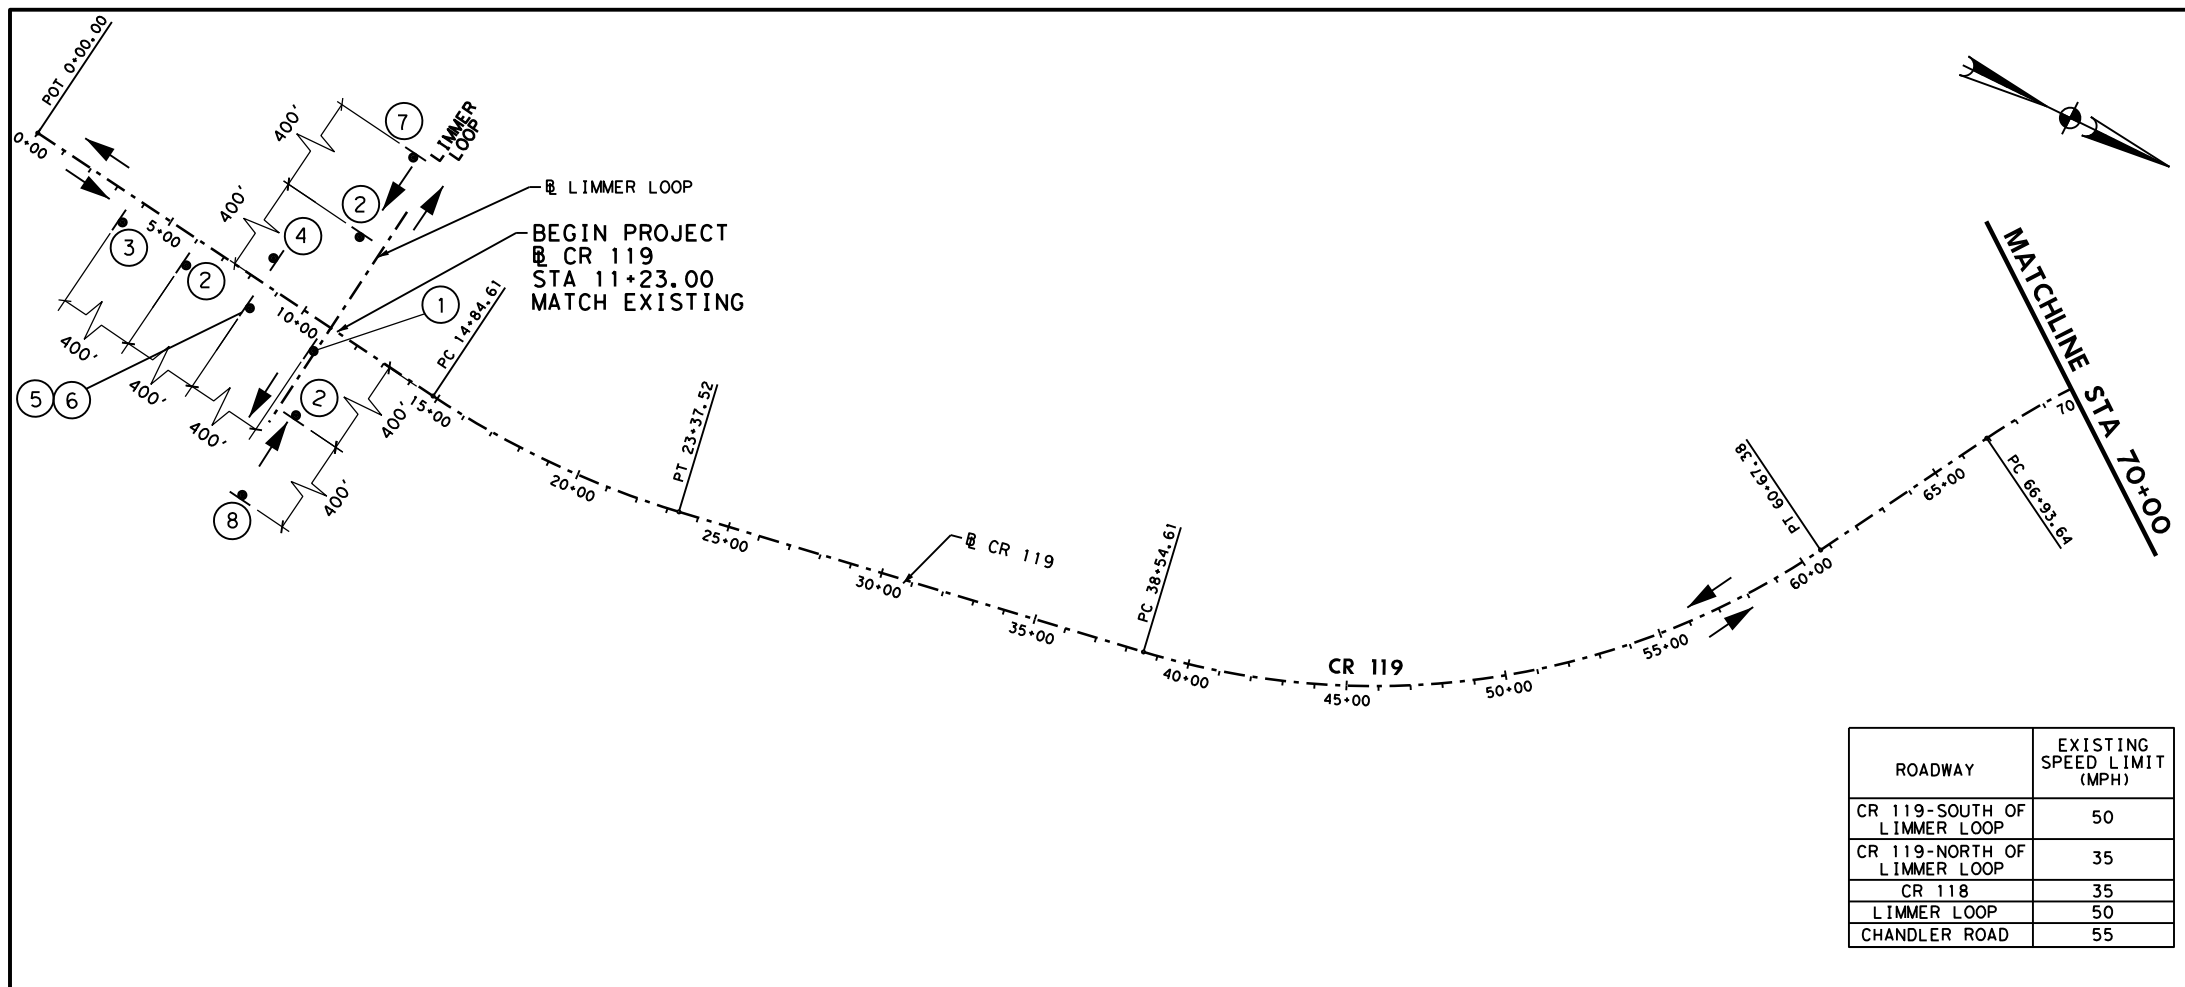 POT 0+00.00
0+00
400'
7
LIMMER
LOOP
2
400'
4
3
5+00
2
℄ LIMMER LOOP
BEGIN PROJECT
℄ CR 119
STA 11+23.00
MATCH EXISTING
1
10+00
PC 14+84.61
400'
400'
400'
5
6
2
400'
15+00
400'
8
20+00
PT 23+37.52
25+00
30+00
℄ CR 119
35+00
PC 38+54.61
40+00
CR 119
45+00
50+00
55+00
60+00
PT 60+67.38
65+00
PC 66+93.64
70
MATCHLINE STA 70+00
ROADWAY
EXISTING
SPEED LIMIT
(MPH)
CR 119-SOUTH OF
LIMMER LOOP
50
CR 119-NORTH OF
LIMMER LOOP
35
CR 118
35
LIMMER LOOP
50
CHANDLER ROAD
55